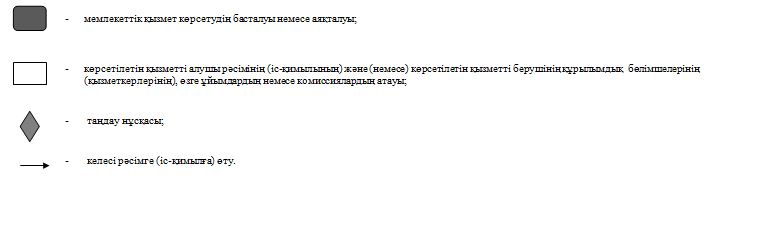 - мемлекеттік қызмет көрсетудің басталуы немесе аяқталуы;
- көрсетілетін қызметті алушы рәсімінің (іс-қимылының) және (немесе) көрсетілетін қызметті берушінің құрылымдық бөлімшелерінің
(қызметкерлерінің), өзге ұйымдардың немесе комиссиялардың атауы;
- таңдау нұсқасы;
- келесі рәсімге (іс-қимылға) өту.